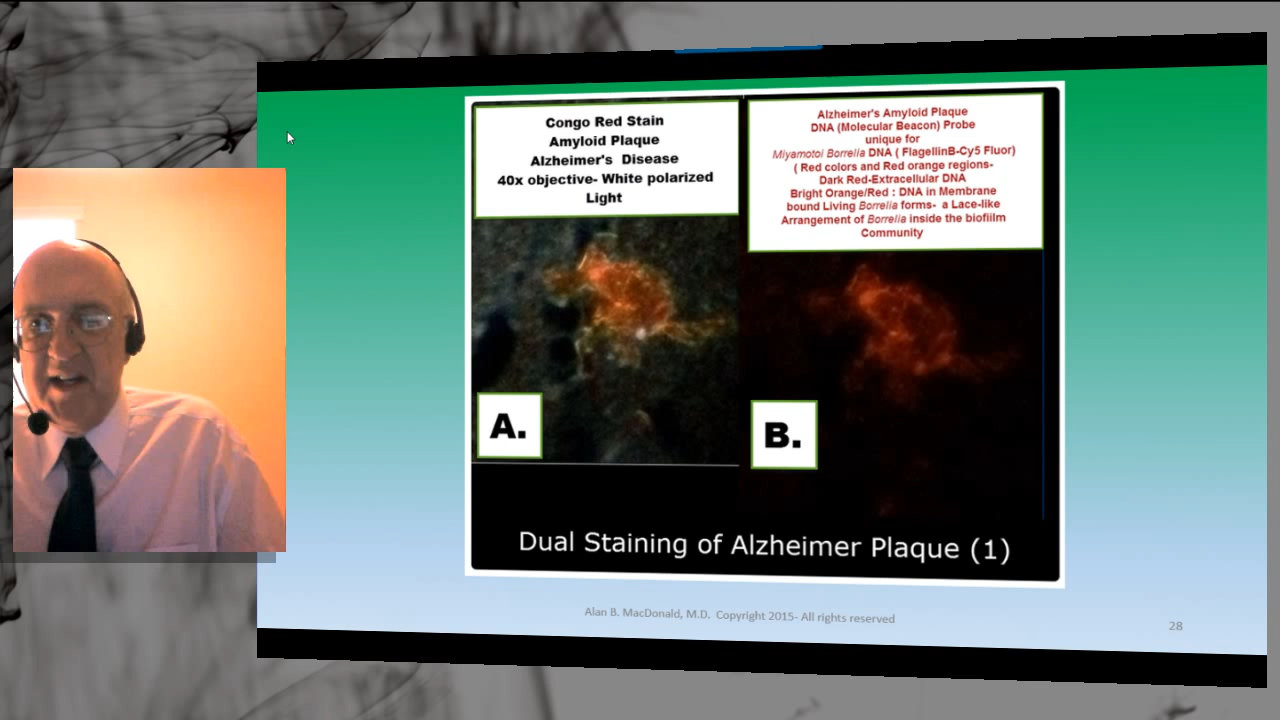 Congo Red Stain
Amyloid Plaque
Alzheimer's Disease
40x objective- White polarized
Light
Alzheimer's Amyloid Plaque
DNA (Molecular Beacon) Probe
unique for
Miyamotoi Borrelia DNA ( FlagellinB-Cy5 Fluor)
( Red colors and Red orange regions-
Dark Red-Extracellular DNA
Bright Orange/Red : DNA in Membrane
bound Living Borrelia forms- a Lace-like
Arrangement of Borrelia inside the biofilm
Community
A.
B.
Dual Staining of Alzheimer Plaque (1)
Alan B. MacDonald, M.D. Copyright 2015- All rights reserved
28